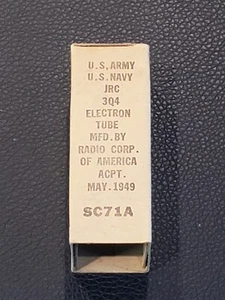 U.S. ARMY
U.S. NAVY
JRC
3Q4
ELECTRON
TUBE
MFD. BY
RADIO CORP.
OF AMERICA
ACPT.
MAY. 1949
SC71A